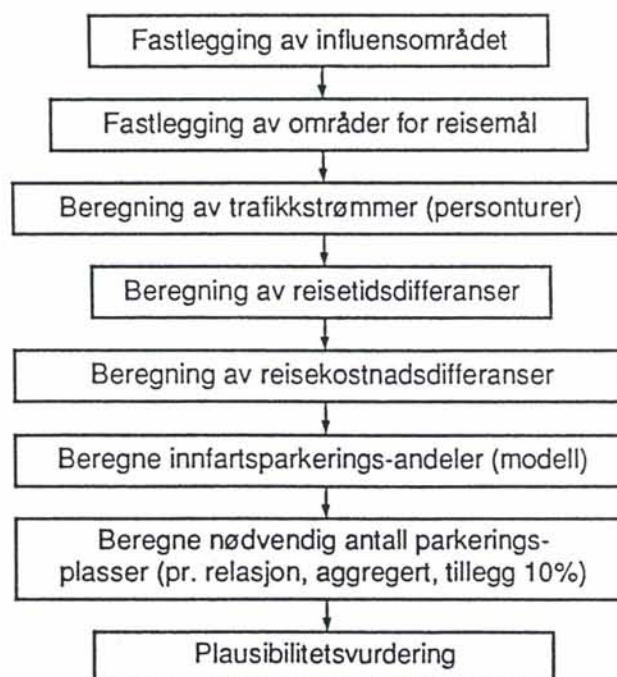 Fastlegging av influensområdet
Fastlegging av områder for reisemål
Beregning av trafikkstrømmer (personturer)
Beregning av reisetidsdifferanser
Beregning av reisekostnadsdifferanser
Beregne innfartsparkerings-andeler (modell)
Beregne nødvendig antall parkerings-
plasser (pr. relasjon, aggregert, tillegg 10%)
Plausibilitetsvurdering